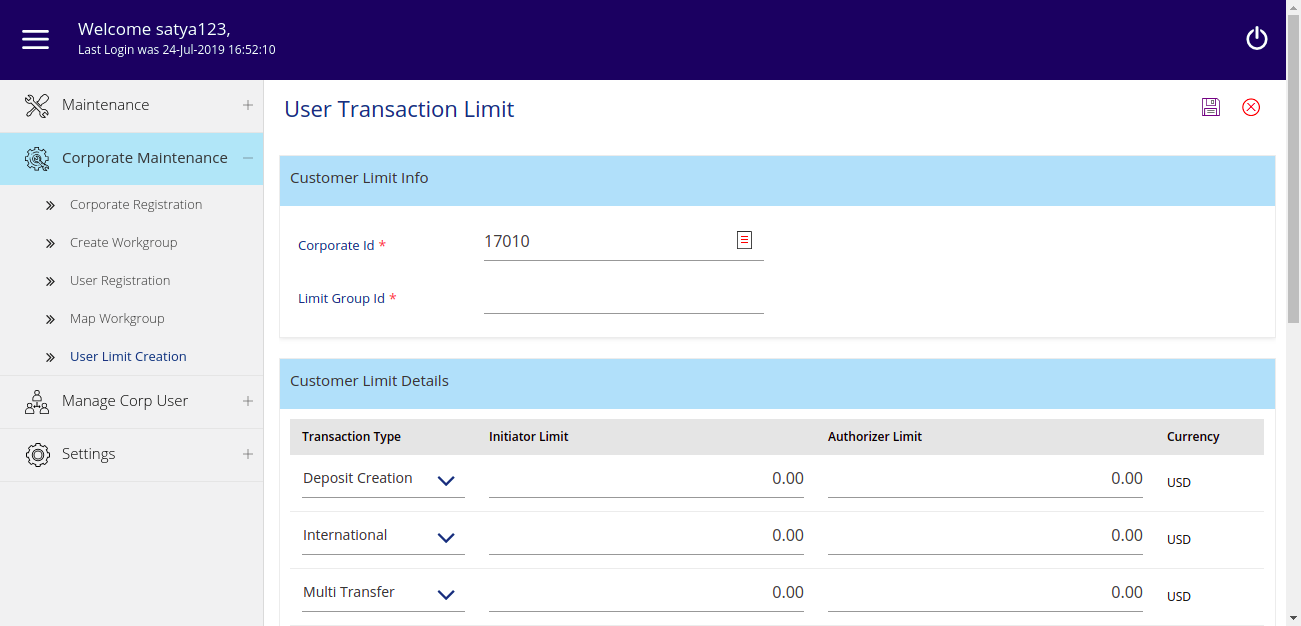 Welcome satya123,
Last Login was 24-Jul-2019 16:52:10
Maintenance
Corporate Maintenance
Corporate Registration
Create Workgroup
User Registration
Map Workgroup
User Limit Creation
Manage Corp User
Settings
User Transaction Limit
Customer Limit Info
Corporate Id * 17010
Limit Group Id *
Customer Limit Details
Transaction Type Initiator Limit Authorizer Limit Currency
Deposit Creation 0.00 0.00 USD
International 0.00 0.00 USD
Multi Transfer 0.00 0.00 USD